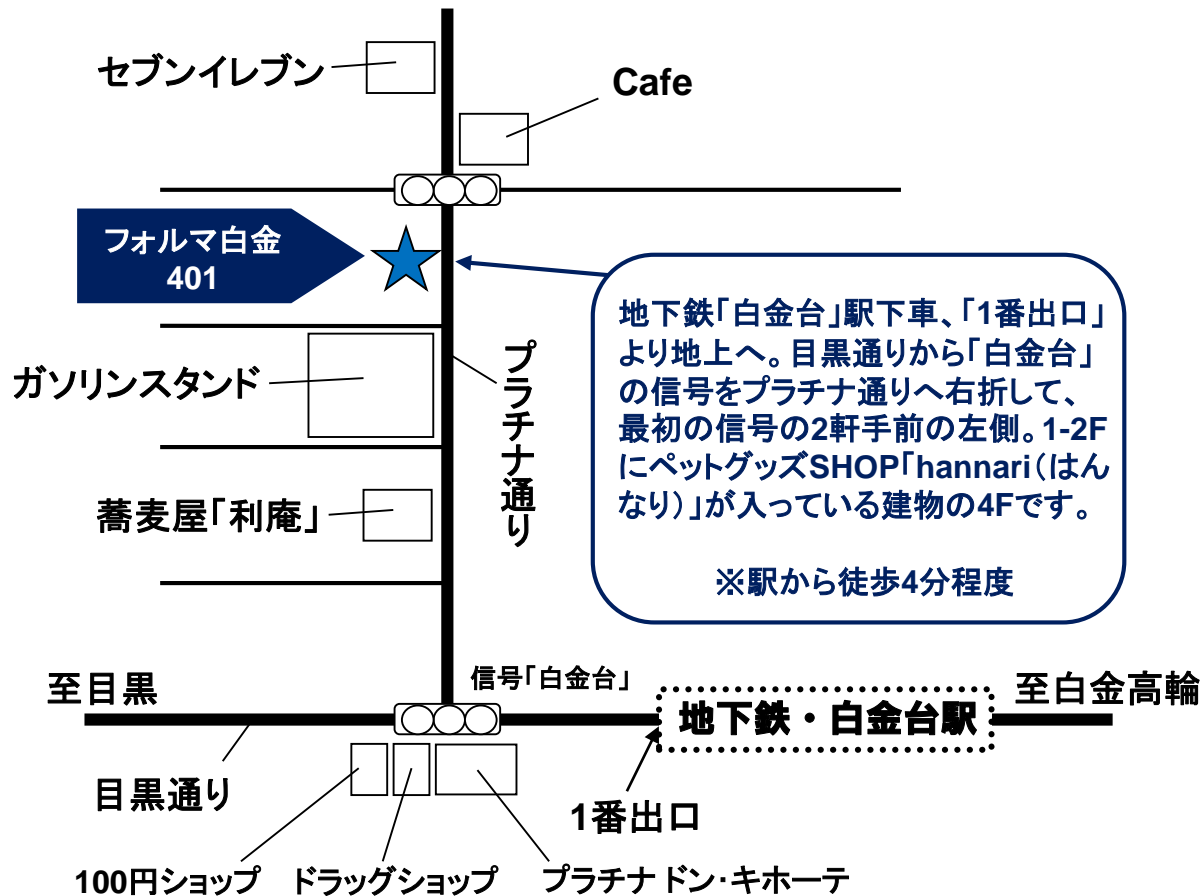 セブンイレブン
Cafe
フォルマ白金
401
地下鉄「白金台」駅下車、「1番出口」
より地上へ。目黒通りから「白金台」
の信号をプラチナ通りへ右折して、
最初の信号の2軒手前の左側。1-2F
にペットグッズSHOP「hannari(はん
なり)」が入っている建物の4Fです。
※駅から徒歩4分程度
ガソリンスタンド
プラチナ通り
蕎麦屋「利庵」
信号「白金台」
至目黒
地下鉄・白金台駅
至白金高輪
目黒通り
1番出口
100円ショップ
ドラッグショップ
プラチナ ドン・キホーテ